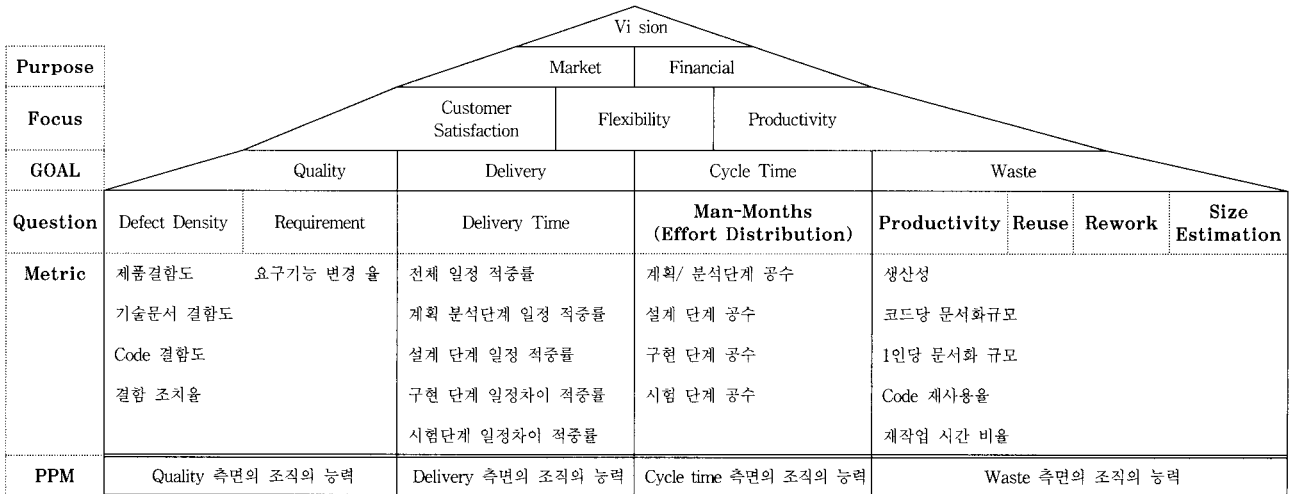 Vi sion
Purpose Market Financial
Focus Customer Satisfaction Flexibility Productivity
GOAL Quality Delivery Cycle Time Waste
Question Defect Density Requirement Delivery Time Man-Months (Effort Distribution) Productivity Reuse Rework Size Estimation
Metric 제품결함도 요구기능 변경 율 전체 일정 적중률 계획/ 분석단계 공수 생산성
기술문서 결함도 계획 분석단계 일정 적중률 설계 단계 공수 코드당 문서화규모
Code 결함도 설계 단계 일정 적중률 구현 단계 공수 1인당 문서화 규모
결함 조치율 구현 단계 일정차이 적중률 시험 단계 공수 Code 재사용율
시험단계 일정차이 적중률 재작업 시간 비율
PPM Quality 측면의 조직의 능력 Delivery 측면의 조직의 능력 Cycle time 측면의 조직의 능력 Waste 측면의 조직의 능력